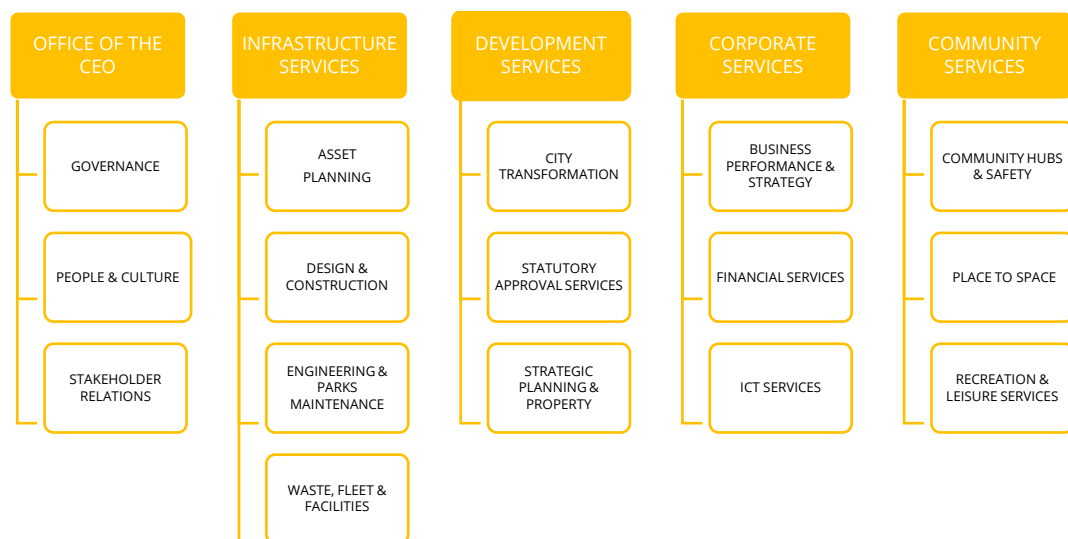 OFFICE OF THE
CEO
GOVERNANCE
PEOPLE & CULTURE
STAKEHOLDER
RELATIONS
INFRASTRUCTURE
SERVICES
ASSET
PLANNING
DESIGN &
CONSTRUCTION
ENGINEERING &
PARKS
MAINTENANCE
WASTE, FLEET &
FACILITIES
DEVELOPMENT
SERVICES
CITY
TRANSFORMATION
STATUTORY
APPROVAL SERVICES
STRATEGIC
PLANNING &
PROPERTY
CORPORATE
SERVICES
BUSINESS
PERFORMANCE &
STRATEGY
FINANCIAL SERVICES
ICT SERVICES
COMMUNITY
SERVICES
COMMUNITY HUBS
& SAFETY
PLACE TO SPACE
RECREATION &
LEISURE SERVICES